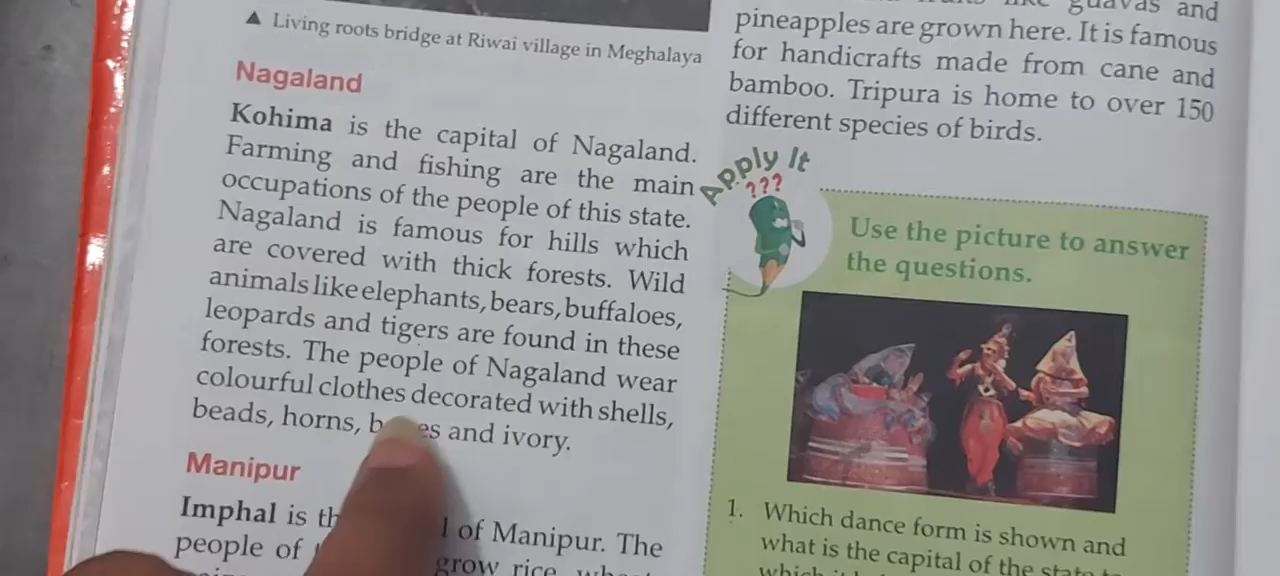 ▲ Living roots bridge at Riwai village in Meghalaya
Nagaland
Kohima is the capital of Nagaland.
Farming and fishing are the main
occupations of the people of this state.
Nagaland is famous for hills which
are covered with thick forests. Wild
animals like elephants, bears, buffaloes,
leopards and tigers are found in these
forests. The people of Nagaland wear
colourful clothes decorated with shells,
beads, horns, and ivory.
Manipur
Imphal is of Manipur. The
people of grow rice,
guavas and
pineapples are grown here. It is famous
for handicrafts made from cane and
bamboo. Tripura is home to over 150
different species of birds.
Apply It
???
Use the picture to answer
the questions.
1. Which dance form is shown and
what is the capital of the state to
which it